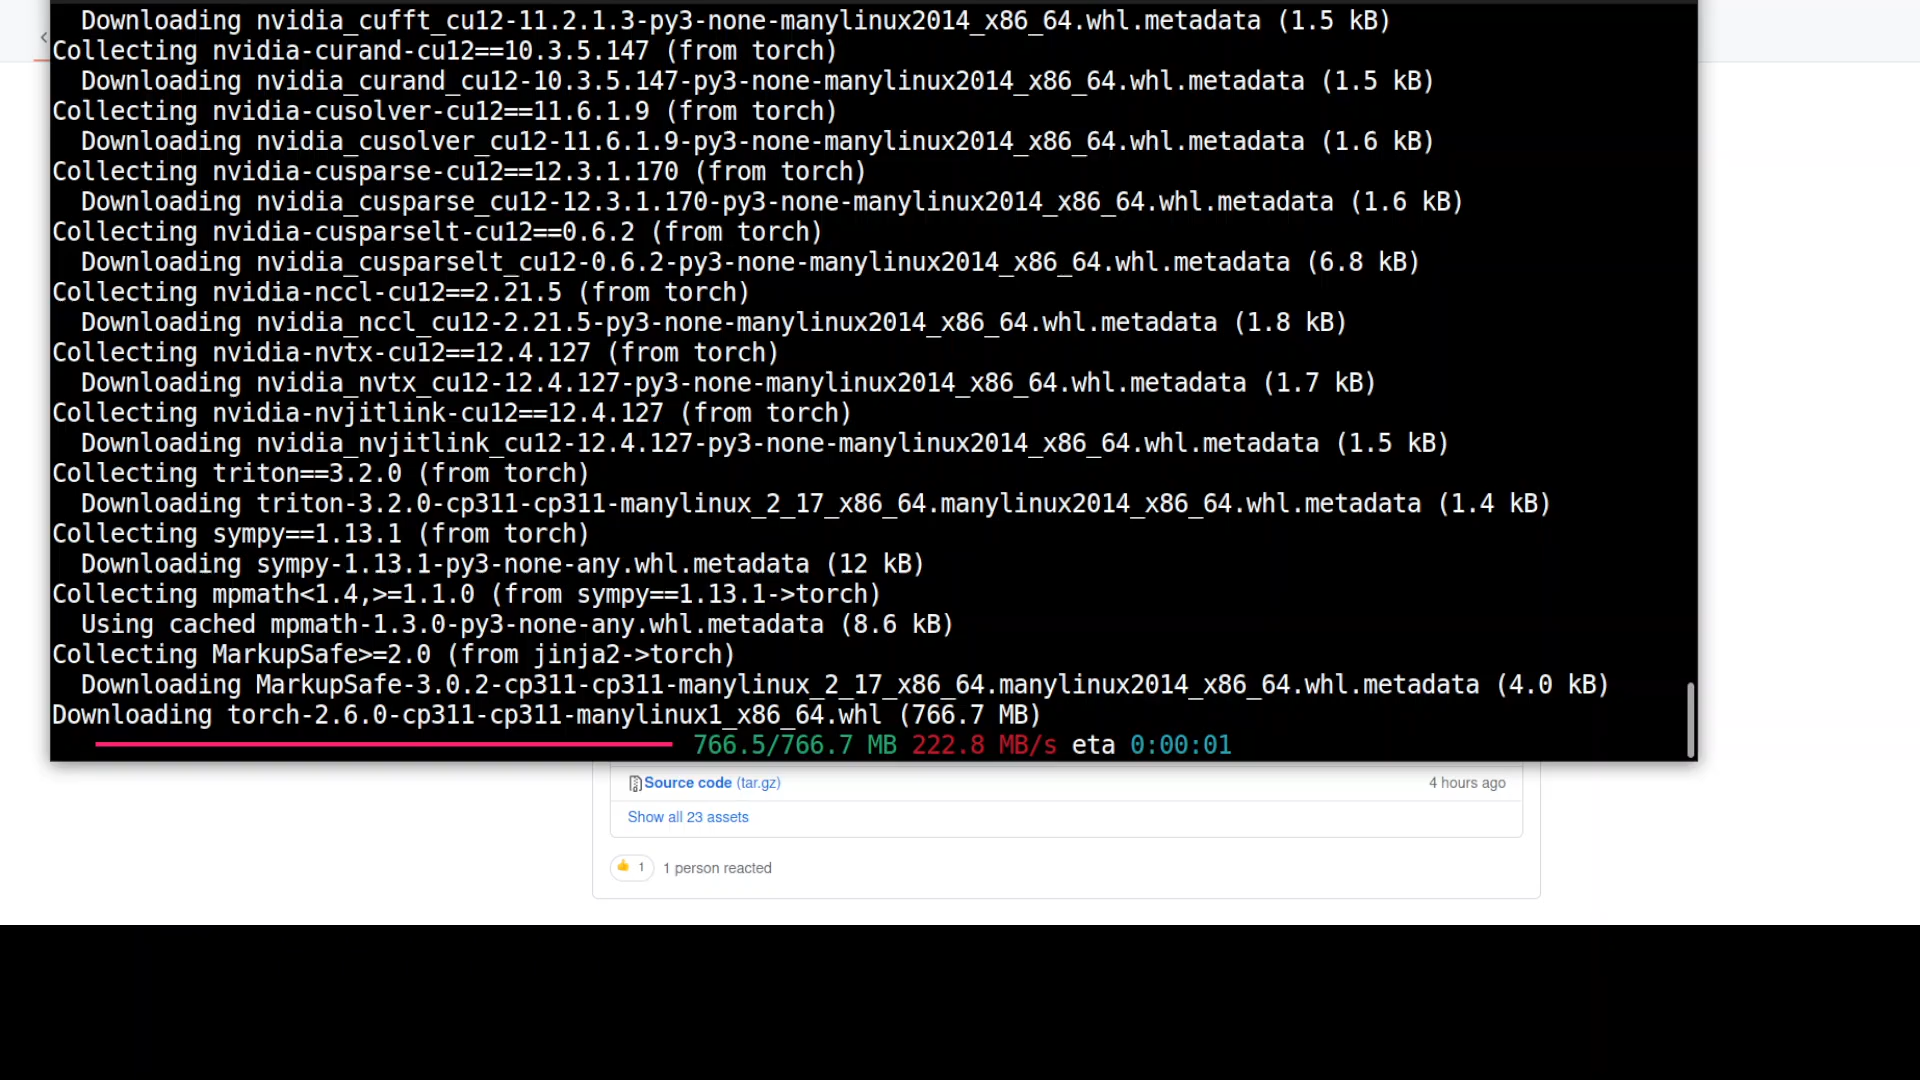 Downloading nvidia_cufft_cu12-11.2.1.3-py3-none-manylinux2014_x86_64.whl.metadata (1.5 kB)
Collecting nvidia-curand-cu12==10.3.5.147 (from torch)
Downloading nvidia_curand_cu12-10.3.5.147-py3-none-manylinux2014_x86_64.whl.metadata (1.5 kB)
Collecting nvidia-cusolver-cu12==11.6.1.9 (from torch)
Downloading nvidia_cusolver_cu12-11.6.1.9-py3-none-manylinux2014_x86_64.whl.metadata (1.6 kB)
Collecting nvidia-cusparse-cu12==12.3.1.170 (from torch)
Downloading nvidia_cusparse_cu12-12.3.1.170-py3-none-manylinux2014_x86_64.whl.metadata (1.6 kB)
Collecting nvidia-cusparselt-cu12==0.6.2 (from torch)
Downloading nvidia_cusparselt_cu12-0.6.2-py3-none-manylinux2014_x86_64.whl.metadata (6.8 kB)
Collecting nvidia-nccl-cu12==2.21.5 (from torch)
Downloading nvidia_nccl_cu12-2.21.5-py3-none-manylinux2014_x86_64.whl.metadata (1.8 kB)
Collecting nvidia-nvtx-cu12==12.4.127 (from torch)
Downloading nvidia_nvtx_cu12-12.4.127-py3-none-manylinux2014_x86_64.whl.metadata (1.7 kB)
Collecting nvidia-nvjitlink-cu12==12.4.127 (from torch)
Downloading nvidia_nvjitlink_cu12-12.4.127-py3-none-manylinux2014_x86_64.whl.metadata (1.5 kB)
Collecting triton==3.2.0 (from torch)
Downloading triton-3.2.0-cp311-cp311-manylinux_2_17_x86_64.manylinux2014_x86_64.whl.metadata (1.4 kB)
Collecting sympy==1.13.1 (from torch)
Downloading sympy-1.13.1-py3-none-any.whl.metadata (12 kB)
Collecting mpmath<1.4,>=1.1.0 (from sympy==1.13.1->torch)
Using cached mpmath-1.3.0-py3-none-any.whl.metadata (8.6 kB)
Collecting MarkupSafe>=2.0 (from jinja2->torch)
Downloading MarkupSafe-3.0.2-cp311-cp311-manylinux_2_17_x86_64.manylinux2014_x86_64.whl.metadata (4.0 kB)
Downloading torch-2.6.0-cp311-cp311-manylinux1_x86_64.whl (766.7 MB)
766.5/766.7 MB 222.8 MB/s eta 0:00:01
Source code (tar.gz) 4 hours ago
Show all 23 assets
1 1 person reacted